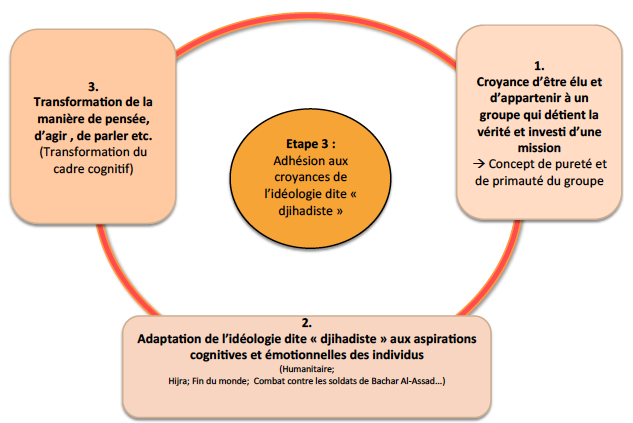 1.
Croyance d'être élu et
d'appartenir à un
groupe qui détient la
vérité et investi d'une
mission
→ Concept de pureté et
de primauté du groupe
2.
Adaptation de l'idéologie dite « djihadiste » aux aspirations
cognitives et émotionnelles des individus
(Humanitaire;
Hijra; Fin du monde; Combat contre les soldats de Bachar Al-Assad...)
3.
Transformation de la
manière de pensée,
d'agir , de parler etc.
(Transformation du
cadre cognitif)
Etape 3 :
Adhésion aux
croyances de
l'idéologie dite «
djihadiste »